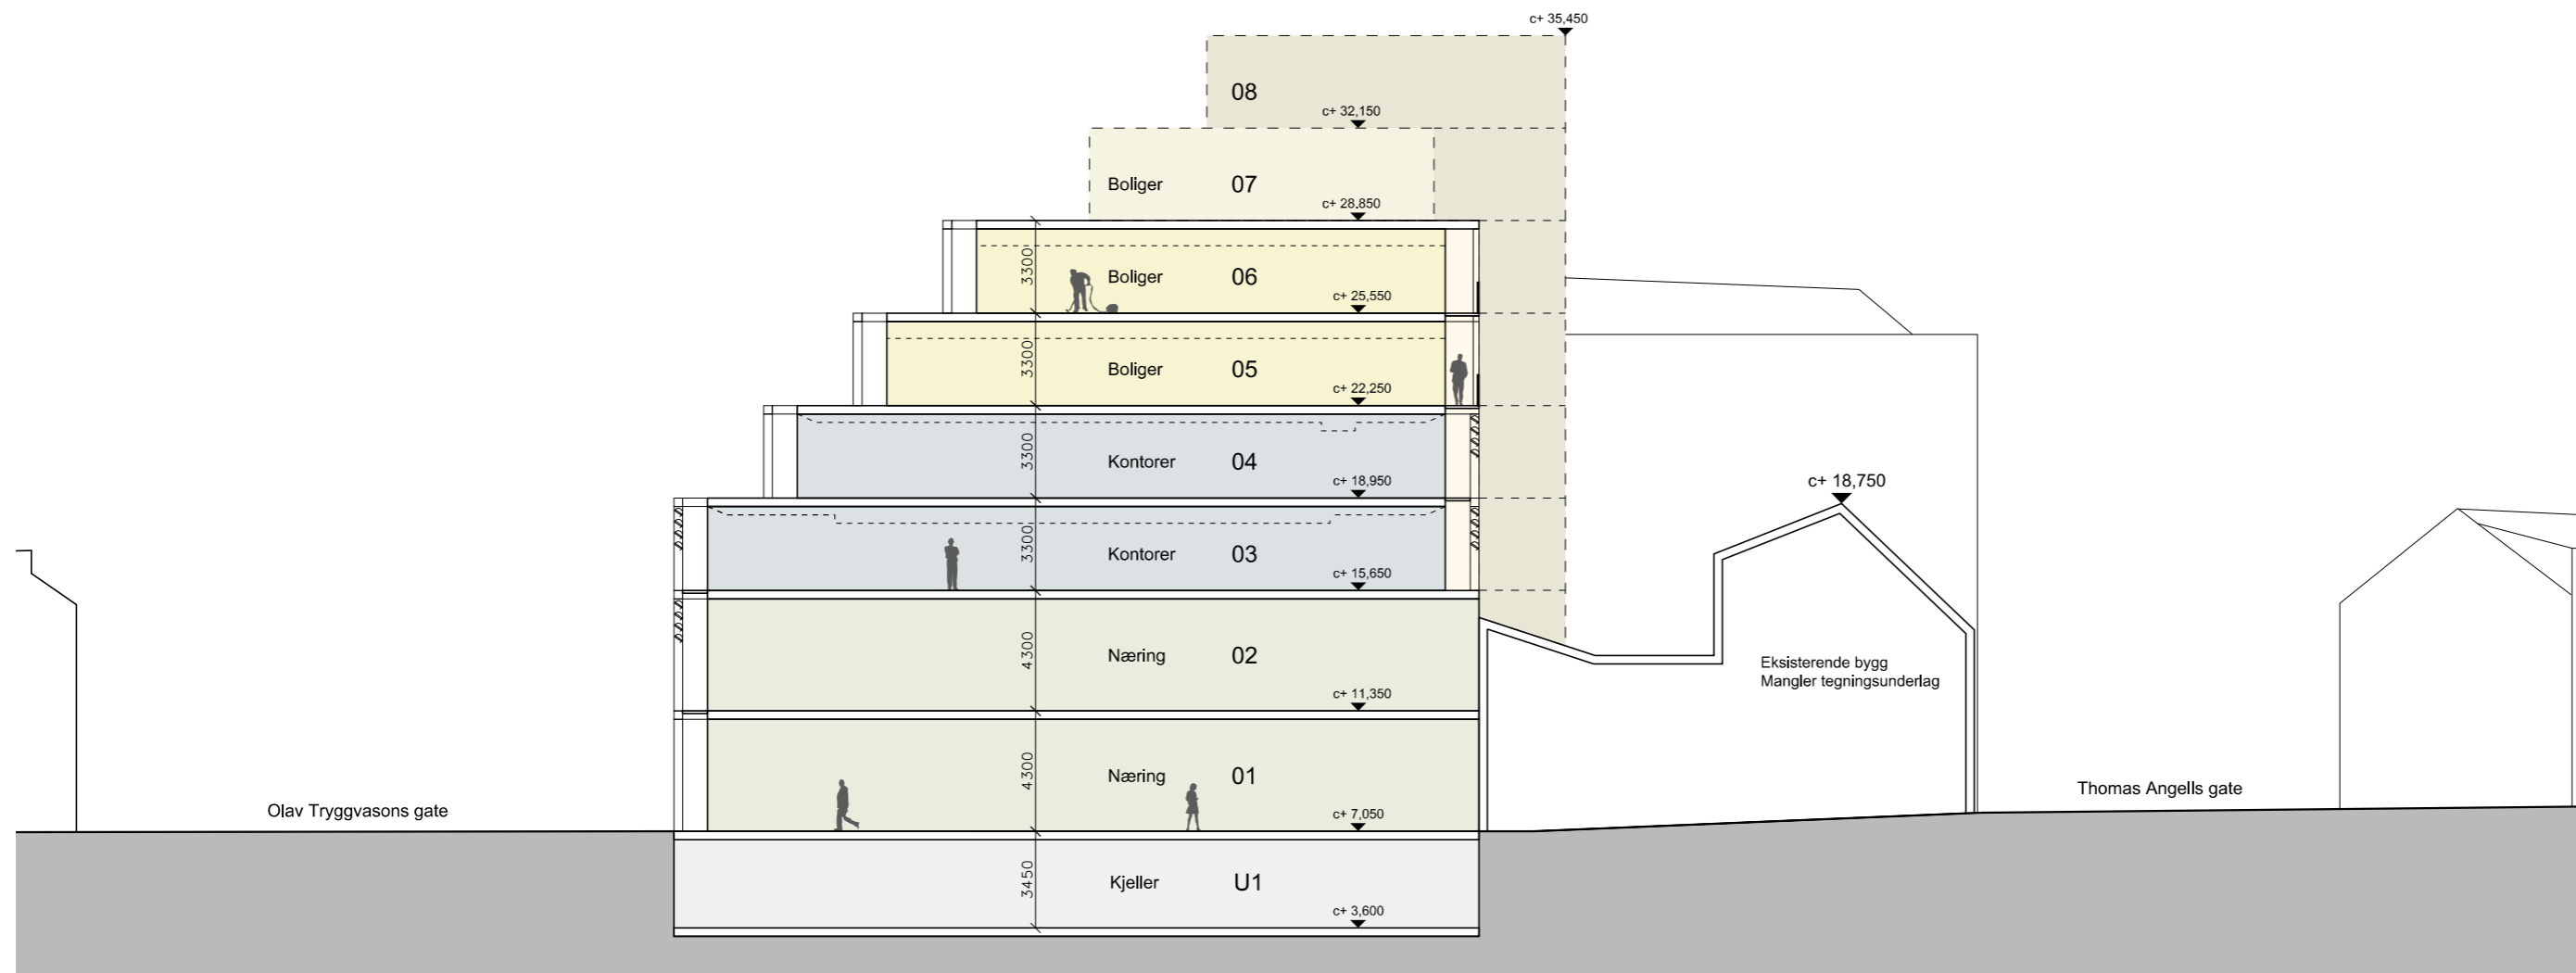 c+ 35,450
08
c+ 32,150
Boliger 07
c+ 28,850
3300
Boliger 06
c+ 25,550
3300
Boliger 05
c+ 22,250
3300
Kontorer 04
c+ 18,950
c+ 18,750
3300
Kontorer 03
c+ 15,650
4300
Næring 02
Eksisterende bygg
Mangler tegningsunderlag
c+ 11,350
4300
Næring 01
Thomas Angells gate
Olav Tryggvasons gate
c+ 7,050
3450
Kjeller U1
c+ 3,600